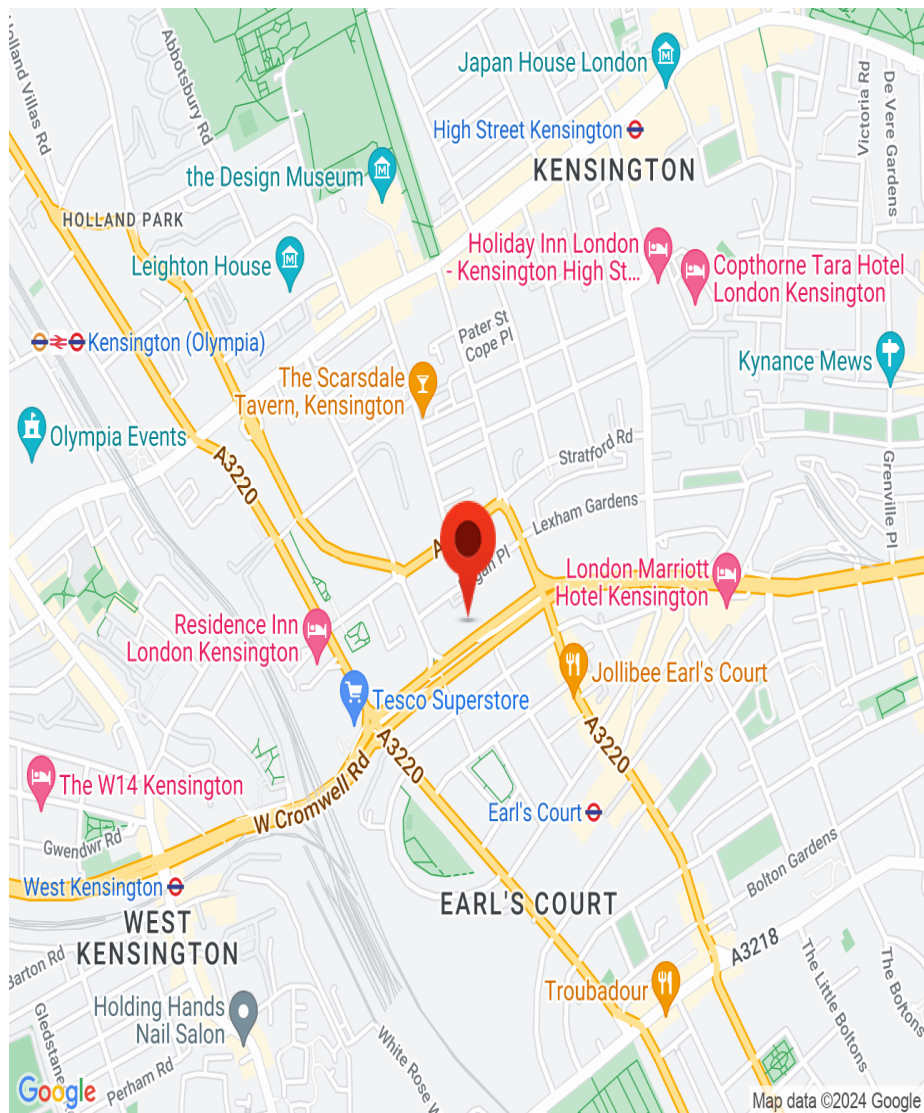 Holland Villas Rd
Abbotsbury Rd
Japan House London
Victoria Rd
De Vere Gardens
High Street Kensington
KENSINGTON
the Design Museum
HOLLAND PARK
Leighton House
Holiday Inn London
- Kensington High St...
Copthorne Tara Hotel
London Kensington
Pater St
Cope Pl
Kensington (Olympia)
Kynance Mews
The Scarsdale
Tavern, Kensington
Olympia Events
A3220
Stratford Rd
Lexham Gardens
Grenville Pl
London Marriott
Hotel Kensington
Residence Inn
London Kensington
Jollibee Earl's Court
Tesco Superstore
A3220
A3220
W Cromwell Rd
The W14 Kensington
Gwendwr Rd
Earl's Court
West Kensington
WEST
KENSINGTON
EARL'S COURT
Bolton Gardens
A3218
Barton Rd
Troubadour
The Little Boltons
The Boltons
Holding Hands
Nail Salon
White Rose
Perham Rd
Google
Map data ©2024 Google